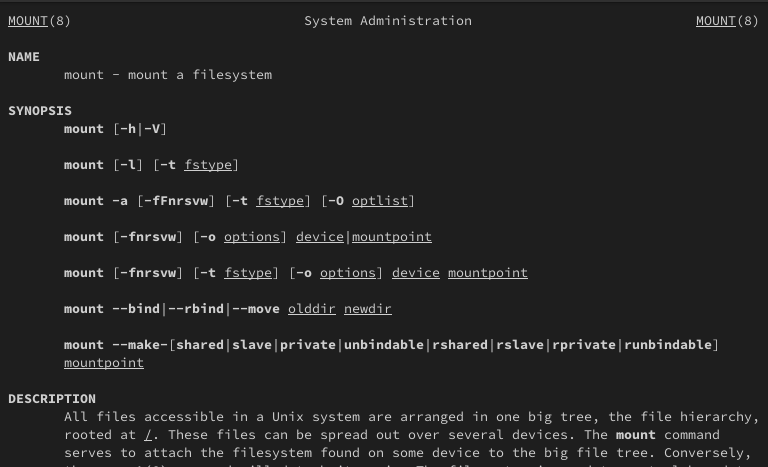 MOUNT(8) System Administration MOUNT(8)
NAME
mount - mount a filesystem
SYNOPSIS
mount [-h|-V]
mount [-l] [-t fstype]
mount -a [-fFnrsvw] [-t fstype] [-O optlist]
mount [-fnrsvw] [-o options] device|mountpoint
mount [-fnrsvw] [-t fstype] [-o options] device mountpoint
mount --bind|--rbind|--move olddir newdir
mount --make-[shared|slave|private|unbindable|rshared|rslave|rprivate|runbindable]
mountpoint
DESCRIPTION
All files accessible in a Unix system are arranged in one big tree, the file hierarchy,
rooted at /. These files can be spread out over several devices. The mount command
serves to attach the filesystem found on some device to the big file tree. Conversely,